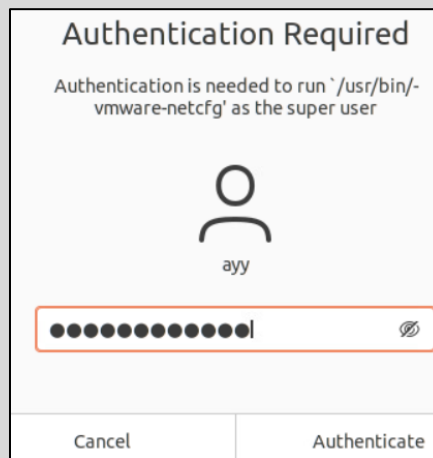 Authentication Required
Authentication is needed to run `/usr/bin/-
vmware-netcfg' as the super user
ayy
●●●●●●●●●●●●
Cancel
Authenticate